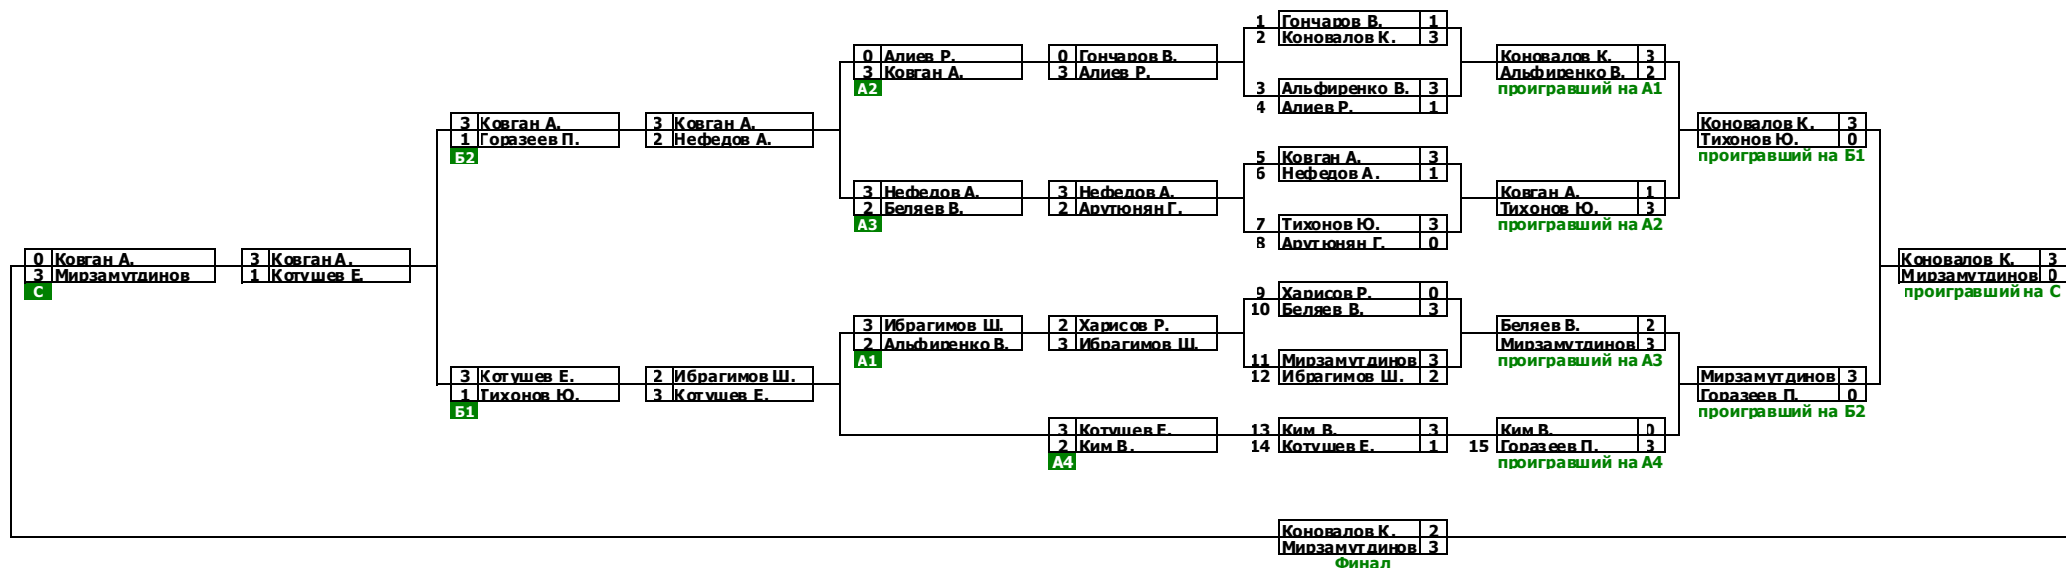 1 Гончаров В. 1
2 Коновалов К. 3
0 Алиев Р.
3 Ковган А.
А2
0 Гончаров В.
3 Алиев Р.
Коновалов К. 3
Альфиренко В. 2
проигравший на А1
3 Альфиренко В. 3
4 Алиев Р. 1
3 Ковган А.
1 Горазеев П.
Б2
3 Ковган А.
2 Нефедов А.
Коновалов К. 3
Тихонов Ю. 0
проигравший на Б1
5 Ковган А. 3
6 Нефедов А. 1
3 Нефедов А.
2 Беляев В.
А3
3 Нефедов А.
2 Арутюнян Г.
Ковган А. 1
Тихонов Ю. 3
проигравший на А2
7 Тихонов Ю. 3
8 Арутюнян Г. 0
0 Ковган А.
3 Мирзамутдинов
С
3 Ковган А.
1 Котушев Е.
Коновалов К. 3
Мирзамутдинов 0
проигравший на С
9 Харисов Р. 0
10 Беляев В. 3
3 Ибрагимов Ш.
2 Альфиренко В.
А1
2 Харисов Р.
3 Ибрагимов Ш.
Беляев В. 2
Мирзамутдинов 3
проигравший на А3
11 Мирзамутдинов 3
12 Ибрагимов Ш. 2
3 Котушев Е.
1 Тихонов Ю.
Б1
2 Ибрагимов Ш.
3 Котушев Е.
Мирзамутдинов 3
Горазеев П. 0
проигравший на Б2
3 Котушев Е.
2 Ким В.
А4
13 Ким В. 3
14 Котушев Е. 1
Ким В. 0
15 Горазеев П. 3
проигравший на А4
Коновалов К. 2
Мирзамутдинов 3
Финал